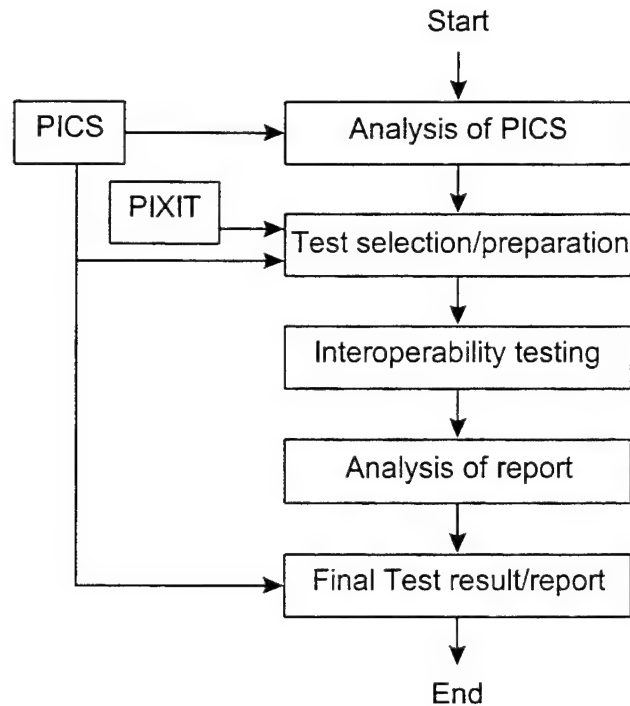 Start
PICS
Analysis of PICS
PIXIT
Test selection/preparation
Interoperability testing
Analysis of report
Final Test result/report
End